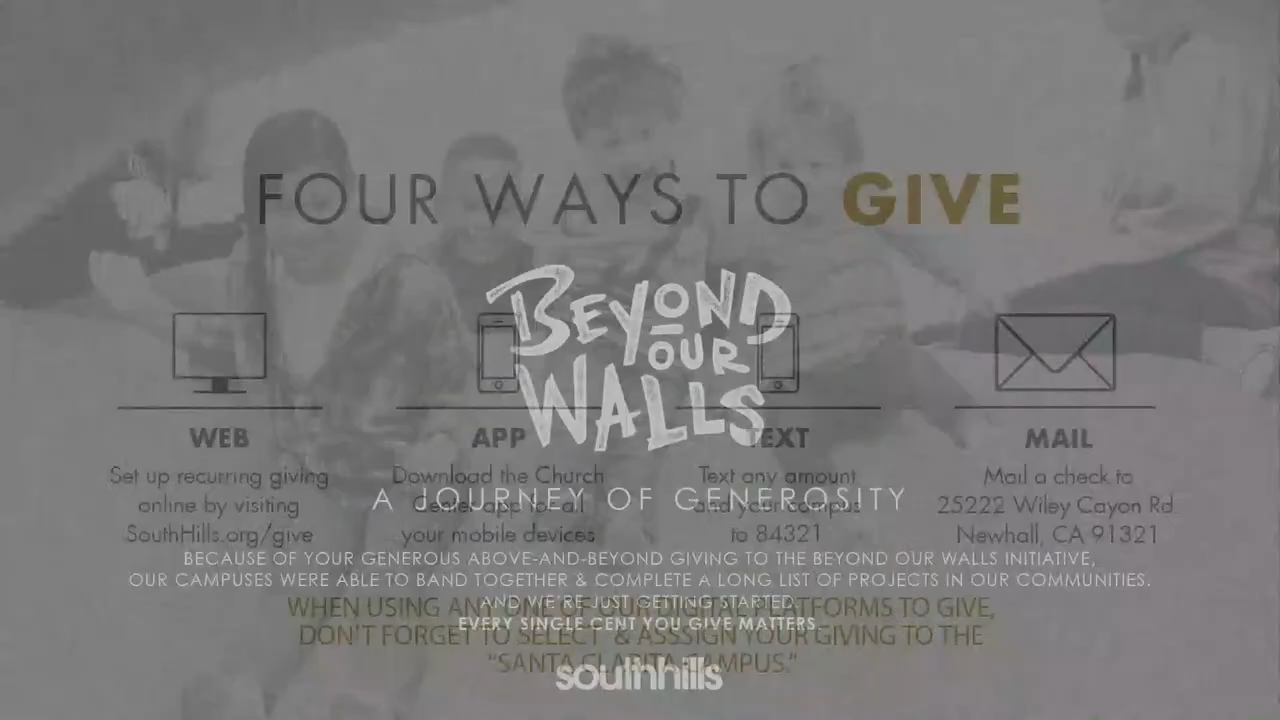 FOUR WAYS TO GIVE
BEYOND
OUR
WALLS
WEB
Set up recurring giving
online by visiting
SouthHills.org/give
APP
Download the Church
Center app for all
your mobile devices
TEXT
Text any amount
and your campus
to 84321
MAIL
Mail a check to
25222 Wiley Cayon Rd.
Newhall, CA 91321
A JOURNEY OF GENEROSITY
BECAUSE OF YOUR GENEROUS ABOVE-AND-BEYOND GIVING TO THE BEYOND OUR WALLS INITIATIVE,
OUR CAMPUSES WERE ABLE TO BAND TOGETHER & COMPLETE A LONG LIST OF PROJECTS IN OUR COMMUNITIES.
AND WE'RE JUST GETTING STARTED.
EVERY SINGLE CENT YOU GIVE MATTERS.
WHEN USING ANY ONE OF OUR DIGITAL PLATFORMS TO GIVE,
DON'T FORGET TO SELECT & ASSSIGN YOUR GIVING TO THE
"SANTA CLARITA CAMPUS."
southhills